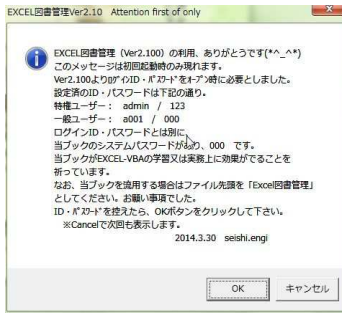 EXCEL図書管理Ver2.10 Attention first of only
EXCEL図書管理（Ver2.100）の利用、ありがとうです(*^_^*)
このメッセージは初回起動時のみ現れます。
Ver2.100よりﾛｸﾞｲﾝID・ﾊﾟｽﾜｰﾄﾞをｵｰﾌﾟﾝ時に必要としました。
設定済のID・パスワードは下記の通り。
特権ユーザー： admin / 123
一般ユーザー： a001 / 000
ログインID・パスワードとは別に、
当ブックのシステムパスワードがあり、000 です。
当ブックがEXCEL-VBAの学習又は実務上に効果がでることを
祈っています。
なお、当ブックを流用する場合はファイル先頭を「Excel図書管理」
としてください。お願い事項でした。
ID・ﾊﾟｽﾜｰﾄﾞを控えたら、OKボタンをクリックして下さい。
※Cancelで次回も表示します。
2014.3.30 seishi.engi
OK
キャンセル